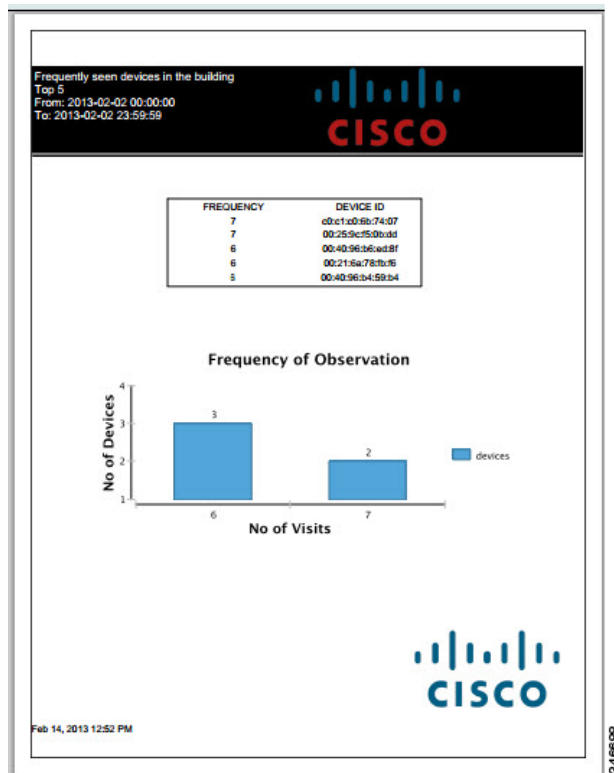 Frequently seen devices in the building
Top 5
From: 2013-02-02 00:00:00
To: 2013-02-02 23:59:59
CISCO
FREQUENCY DEVICE ID
7 c0:c1:c0:6b:74:07
7 00:25:9c:f5:0b:dd
6 00:40:96:b6:ed:8f
6 00:21:6a:78:fb:f6
6 00:40:96:b4:59:b4
Frequency of Observation
No of Devices
4
3
2
1
3
2
6
7
No of Visits
devices
CISCO
Feb 14, 2013 12:52 PM